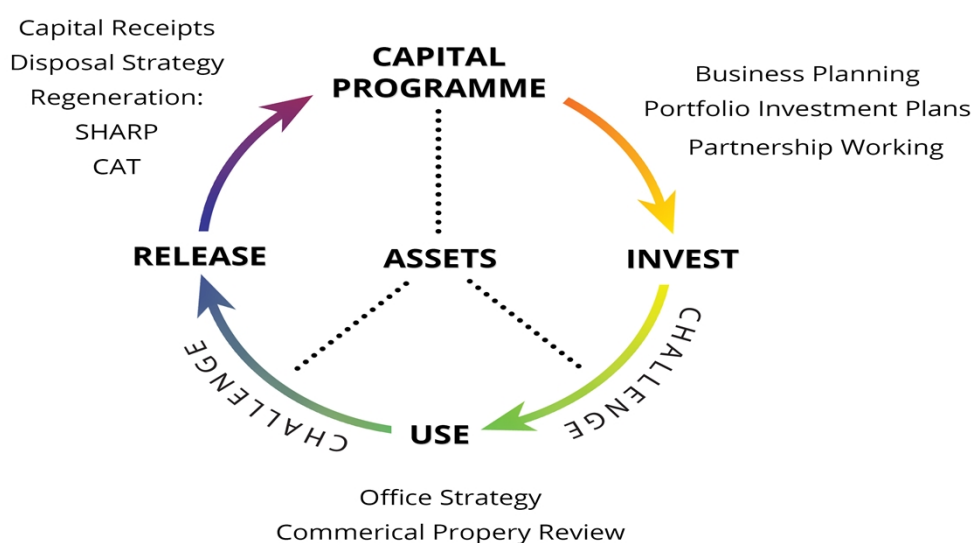 Capital Receipts
Disposal Strategy
Regeneration:
SHARP
CAT
CAPITAL
PROGRAMME
Business Planning
Portfolio Investment Plans
Partnership Working
RELEASE
ASSETS
INVEST
CHALLENGE
CHALLENGE
USE
Office Strategy
Commerical Propery Review